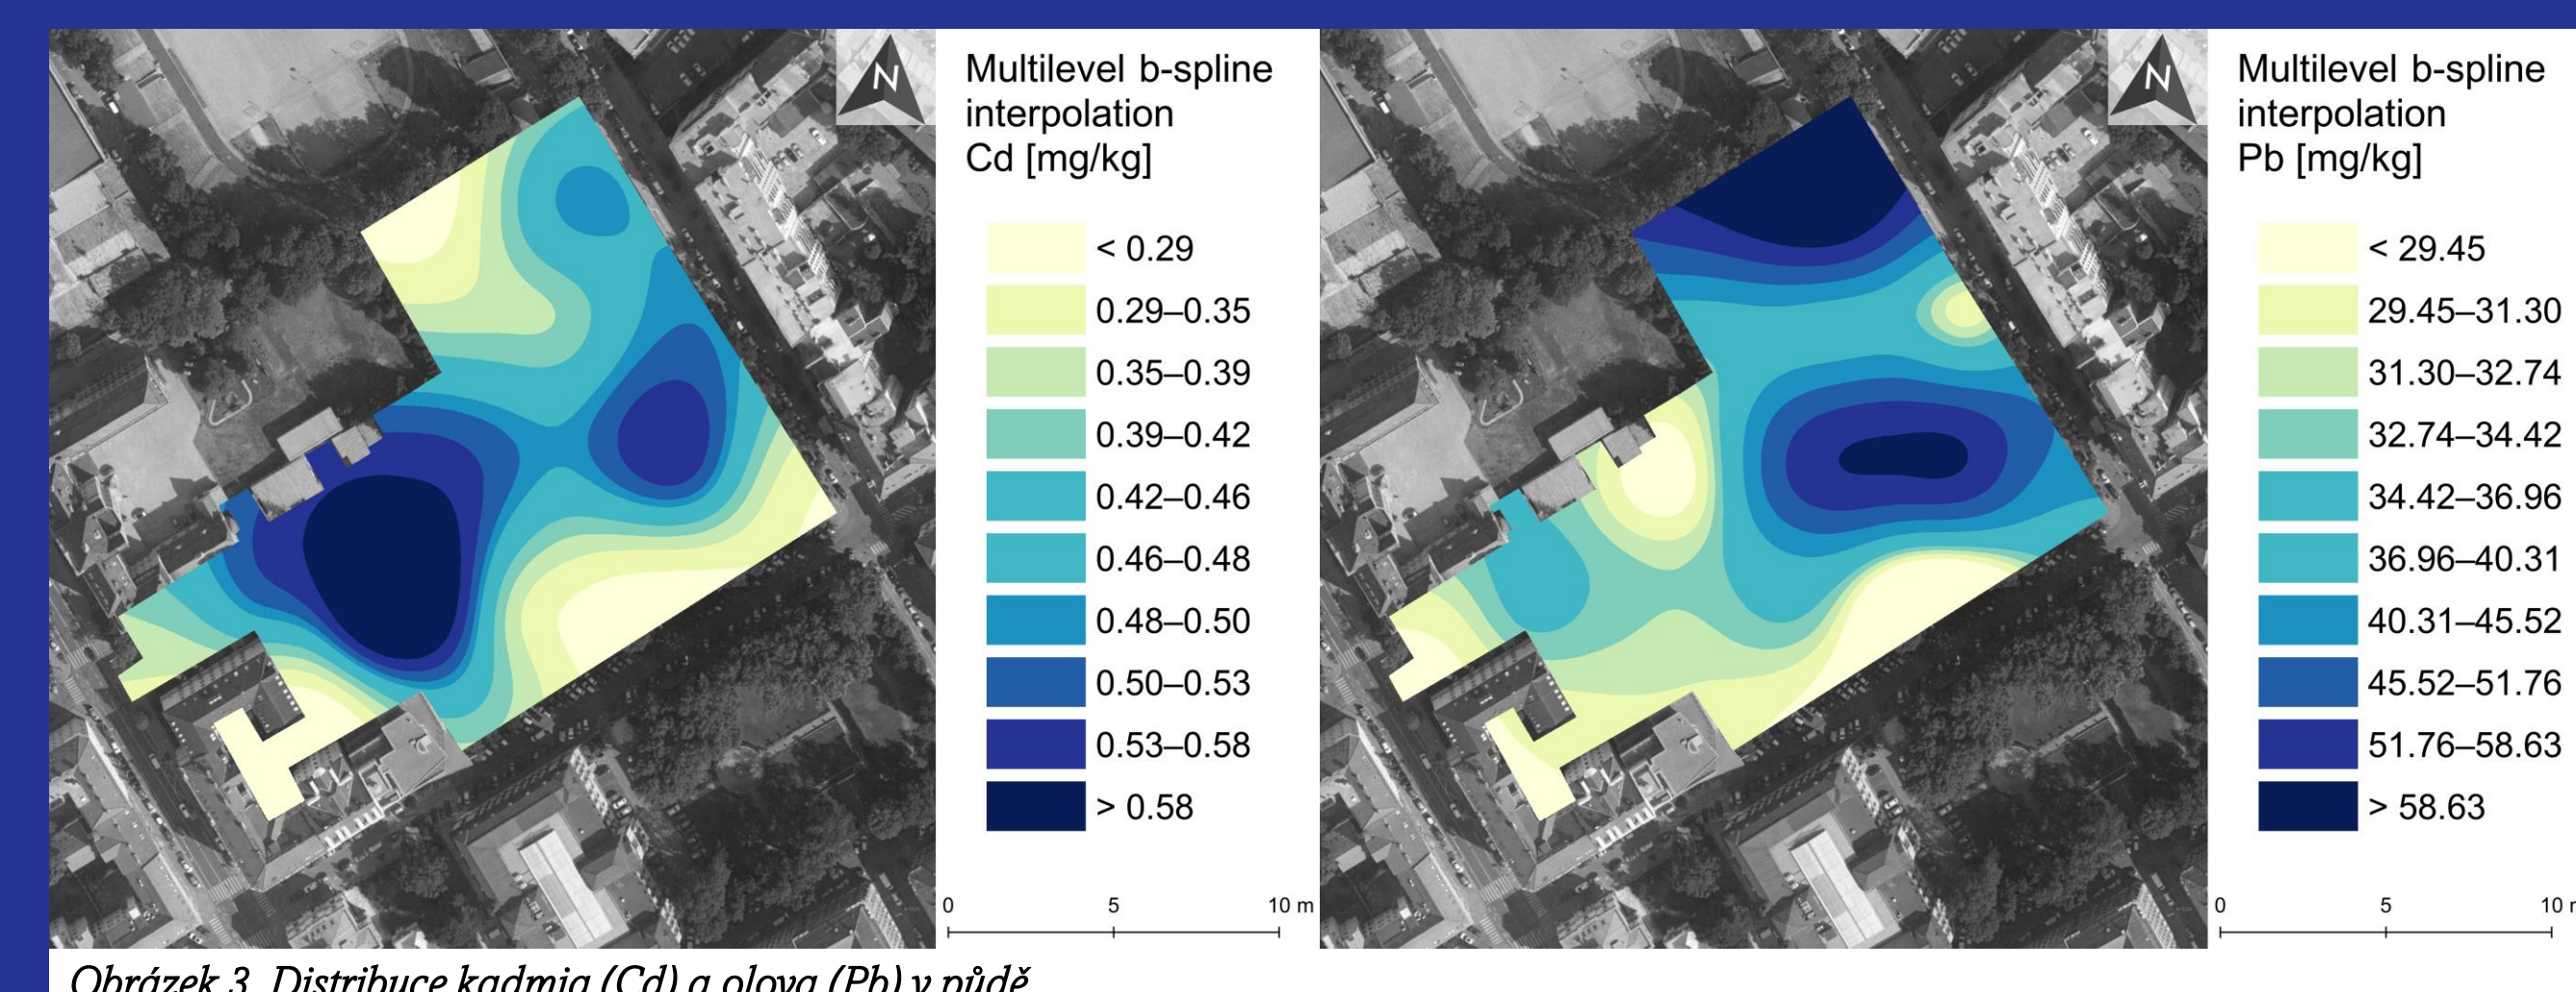 N
Multilevel b-spline
interpolation
Cd [mg/kg]
< 0.29
0.29–0.35
0.35–0.39
0.39–0.42
0.42–0.46
0.46–0.48
0.48–0.50
0.50–0.53
0.53–0.58
> 0.58
0 5 10 m
N
Multilevel b-spline
interpolation
Pb [mg/kg]
< 29.45
29.45–31.30
31.30–32.74
32.74–34.42
34.42–36.96
36.96–40.31
40.31–45.52
45.52–51.76
51.76–58.63
> 58.63
0 5 10
Obrázek 3. Distribuce kadmia (Cd) a olova (Pb) v půdě